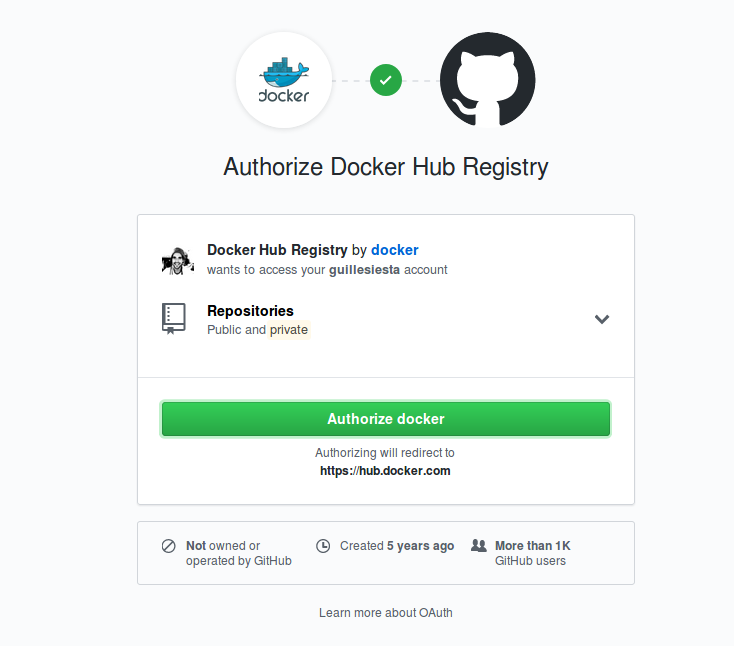 docker
Authorize Docker Hub Registry
Docker Hub Registry by docker
wants to access your guillesiesta account
Repositories
Public and private
Authorize docker
Authorizing will redirect to
https://hub.docker.com
Not owned or
operated by GitHub
Created 5 years ago
More than 1K
GitHub users
Learn more about OAuth